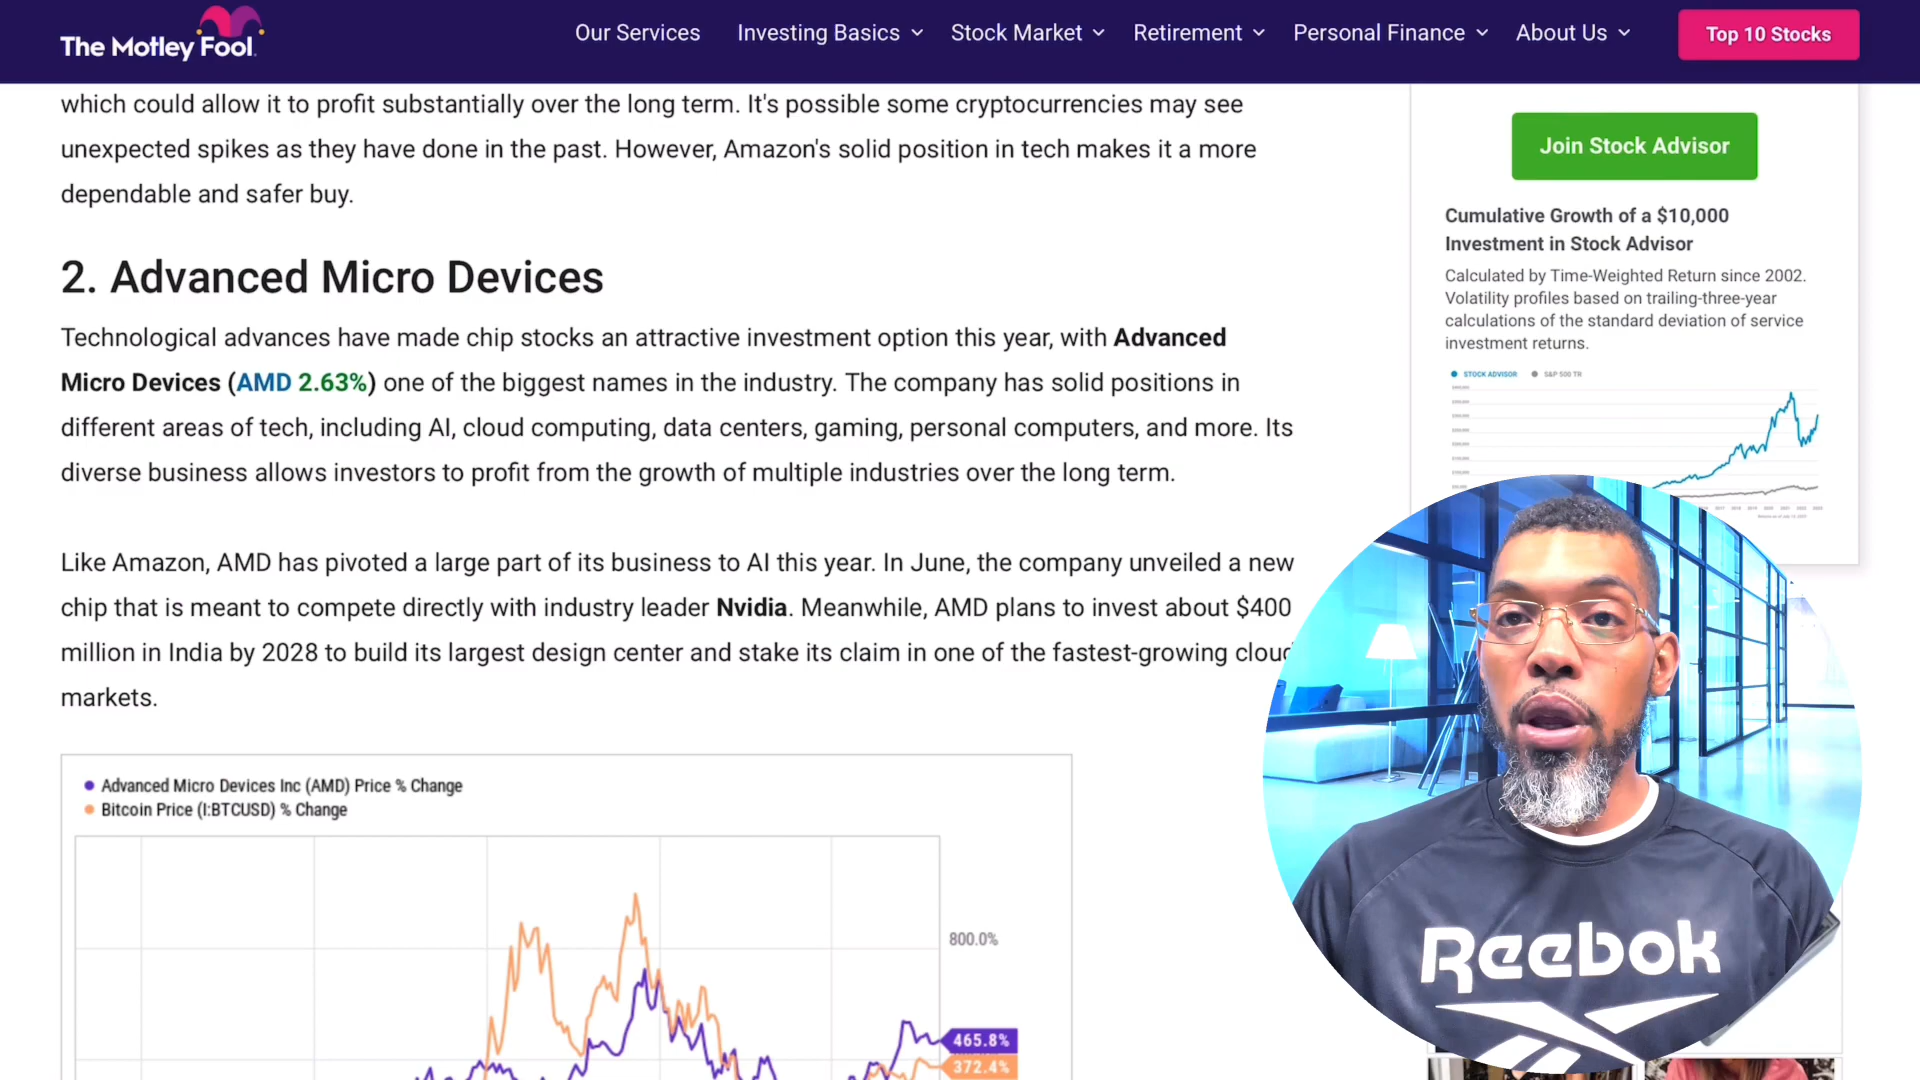 The Motley Fool.
Our Services
Investing Basics
Stock Market
Retirement
Personal Finance
About Us
Top 10 Stocks
which could allow it to profit substantially over the long term. It's possible some cryptocurrencies may see
unexpected spikes as they have done in the past. However, Amazon's solid position in tech makes it a more
dependable and safer buy.
2. Advanced Micro Devices
Technological advances have made chip stocks an attractive investment option this year, with Advanced
Micro Devices (AMD 2.63%) one of the biggest names in the industry. The company has solid positions in
different areas of tech, including AI, cloud computing, data centers, gaming, personal computers, and more. Its
diverse business allows investors to profit from the growth of multiple industries over the long term.
Like Amazon, AMD has pivoted a large part of its business to AI this year. In June, the company unveiled a new
chip that is meant to compete directly with industry leader Nvidia. Meanwhile, AMD plans to invest about $400
million in India by 2028 to build its largest design center and stake its claim in one of the fastest-growing cloud
markets.
Advanced Micro Devices Inc (AMD) Price % Change
Bitcoin Price (I:BTCUSD) % Change
800.0%
465.8%
372.4%
Join Stock Advisor
Cumulative Growth of a $10,000
Investment in Stock Advisor
Calculated by Time-Weighted Return since 2002.
Volatility profiles based on trailing-three-year
calculations of the standard deviation of service
investment returns.
STOCK ADVISOR
S&P 500 TR
Reebok